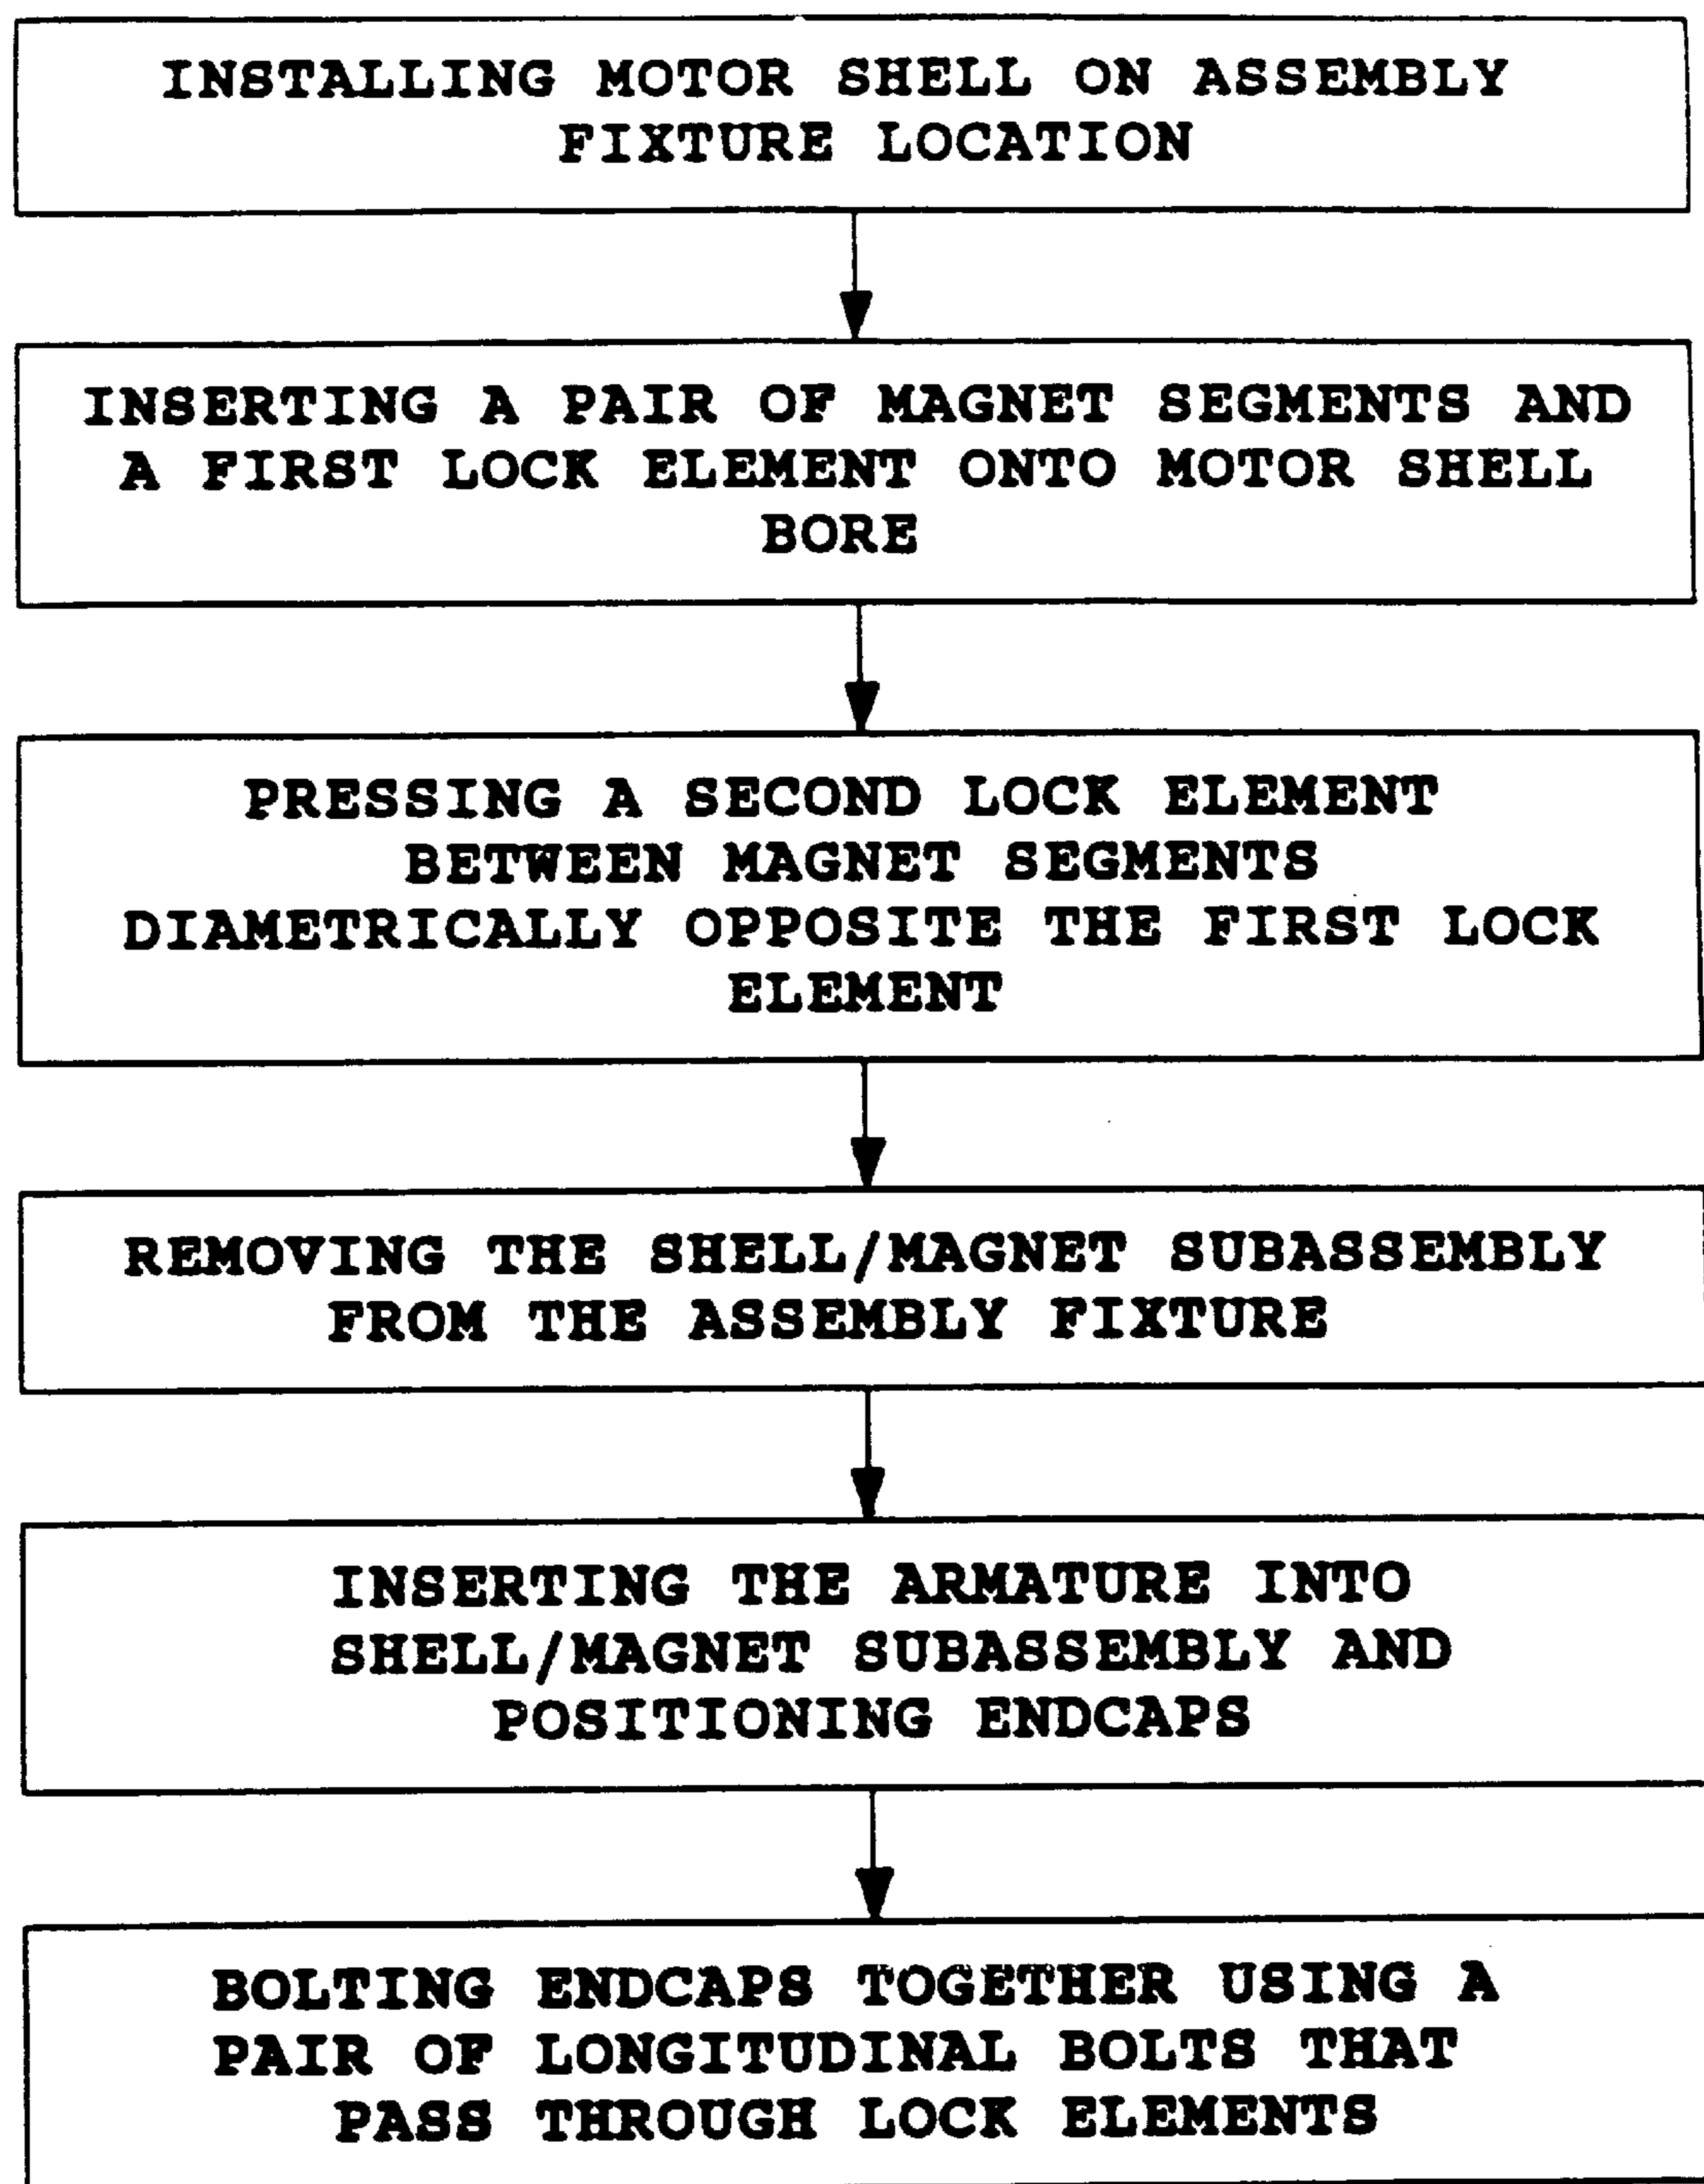 INSTALLING MOTOR SHELL ON ASSEMBLY
FIXTURE LOCATION
INSERTING A PAIR OF MAGNET SEGMENTS AND
A FIRST LOCK ELEMENT ONTO MOTOR SHELL
BORE
PRESSING A SECOND LOCK ELEMENT
BETWEEN MAGNET SEGMENTS
DIAMETRICALLY OPPOSITE THE FIRST LOCK
ELEMENT
REMOVING THE SHELL/MAGNET SUBASSEMBLY
FROM THE ASSEMBLY FIXTURE
INSERTING THE ARMATURE INTO
SHELL/MAGNET SUBASSEMBLY AND
POSITIONING ENDCAPS
BOLTING ENDCAPS TOGETHER USING A
PAIR OF LONGITUDINAL BOLTS THAT
PASS THROUGH LOCK ELEMENTS